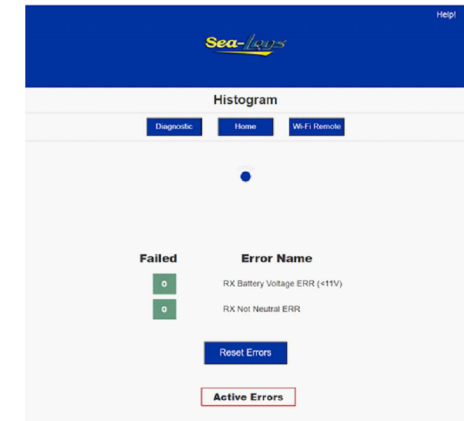 Help!
Sea-Legs
Histogram
Diagnostic Home Wi-Fi Remote
Failed Error Name
0 RX Battery Voltage ERR (<11V)
0 RX Not Neutral ERR
Reset Errors
Active Errors